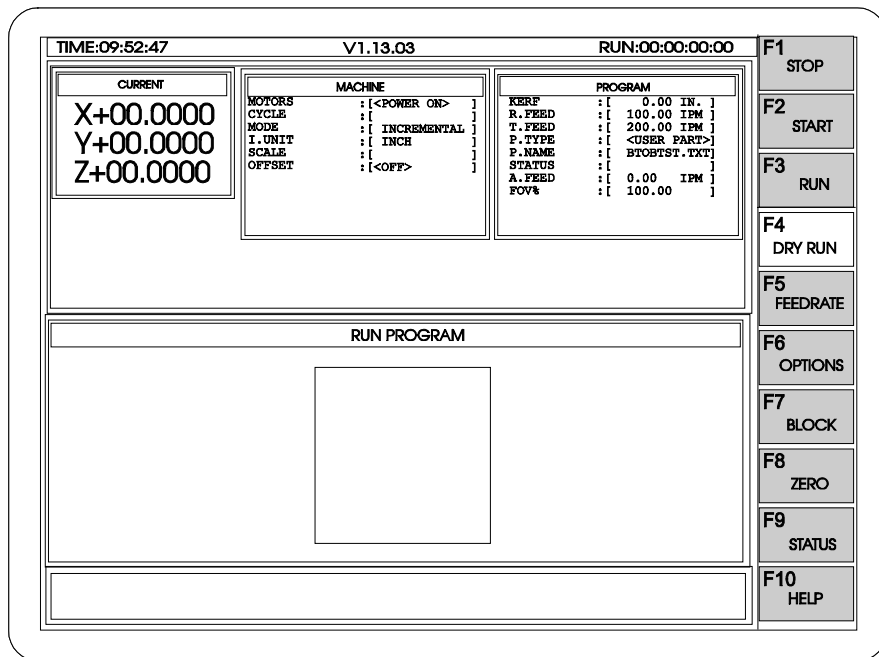 TIME:09:52:47 V1.13.03 RUN:00:00:00:00
CURRENT
X+00.0000
Y+00.0000
Z+00.0000
MACHINE
MOTORS :[<POWER ON> ]
CYCLE :[ ]
MODE :[ INCREMENTAL ]
I.UNIT :[ INCH ]
SCALE :[ ]
OFFSET :[<OFF> ]
PROGRAM
KERF :[ 0.00 IN. ]
R.FEED :[ 100.00 IPM ]
T.FEED :[ 200.00 IPM ]
P.TYPE :[ <USER PART>]
P.NAME :[ BTOBTST.TXT]
STATUS :[ ]
A.FEED :[ 0.00 IPM ]
FOV% :[ 100.00 ]
RUN PROGRAM
F1
STOP
F2
START
F3
RUN
F4
DRY RUN
F5
FEEDRATE
F6
OPTIONS
F7
BLOCK
F8
ZERO
F9
STATUS
F10
HELP